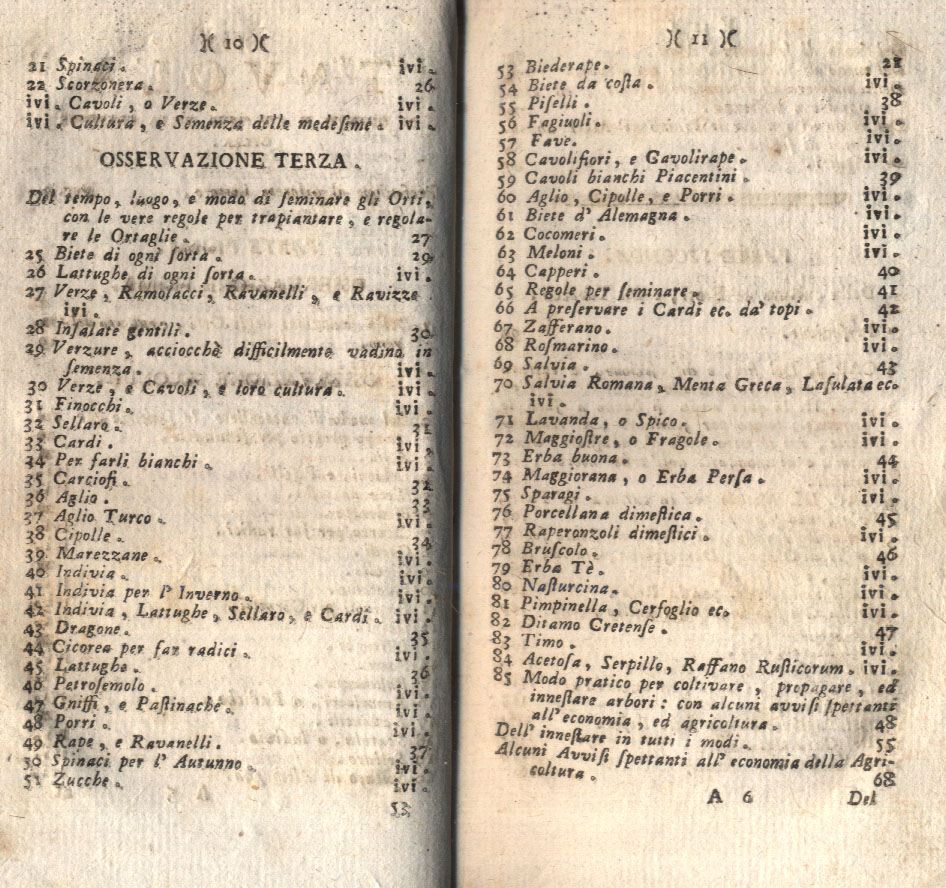 )( 10 )(
21 Spinaci. ivi.
22 Scorzonera. 26
ivi. Cavoli, o Verze. ivi.
ivi. Cultura, e Semenza delle medesime. ivi.
OSSERVAZIONE TERZA.
Del tempo, luogo, e modo di ſeminare gli Orti,
con le vere regole per trapiantare, e regola-
re le Ortaglie. 27
25 Biete di ogni ſorta. 29
26 Lattughe di ogni ſorta. ivi.
27 Verze, Ramolacci, Ravanelli, e Ravizze
ivi.
28 Inſalate gentili. 30
29 Verzure, acciocchè difficilmente vadino in
ſemenza. ivi.
30 Verze, e Cavoli, e loro cultura. ivi.
31 Finocchi. ivi.
32 Sellaro. 31
33 Cardi. ivi.
34 Per farli bianchi. ivi.
35 Carciofi. 32
36 Aglio. 33
37 Aglio Turco. ivi.
38 Cipolle. 34
39 Marezzane. ivi.
40 Indivia. ivi.
41 Indivia per l' Inverno. ivi.
42 Indivia, Lattughe, Sellaro, e Cardi. ivi.
43 Dragone. 35
44 Cicorea per far radici. ivi.
45 Lattughe. 36
46 Petroſemolo. ivi.
47 Gniffi, e Paſtinache. ivi.
48 Porri. ivi.
49 Rape, e Ravanelli. 37
50 Spinaci per l' Autunno. ivi.
51 Zucche. ivi.
53
)( 11 )(
53 Biederape. 21
54 Biete da coſta. ivi.
55 Piſelli. 38
56 Fagiuoli. ivi.
57 Fave. ivi.
58 Cavolifiori, e Gavolirape. ivi.
59 Cavoli bianchi Piacentini. 39
60 Aglio, Cipolle, e Porri. ivi.
61 Biete d' Alemagna. ivi.
62 Cocomeri. ivi.
63 Meloni. ivi.
64 Capperi. 40
65 Regole per ſeminare. 41
66 A preſervare i Cardi ec. da' topi. 42
67 Zafferano. ivi.
68 Roſmarino. ivi.
69 Salvia. 43
70 Salvia Romana, Menta Greca, Laſulata ec.
ivi.
71 Lavanda, o Spico. ivi.
72 Maggioſtre, o Fragole. ivi.
73 Erba buona. 44
74 Maggiorana, o Erba Perſa. ivi.
75 Sparagi. ivi.
76 Porcellana dimeſtica. 45
77 Raperonzoli dimeſtici. ivi.
78 Bruſcolo. 46
79 Erba Tè. ivi.
80 Naſturcina. ivi.
81 Pimpinella, Cerfoglio ec. ivi.
82 Ditamo Cretenſe. 47
83 Timo. ivi.
84 Acetoſa, Serpillo, Raffano Ruſticorum. ivi.
85 Modo pratico per coltivare, propagare, ed
inneſtare arbori: con alcuni avviſi ſpettanti
all' economia, ed agricoltura. 48
Dell' inneſtare in tutti i modi. 55
Alcuni Avviſi ſpettanti all' economia della Agri-
coltura. 68
A 6 Del